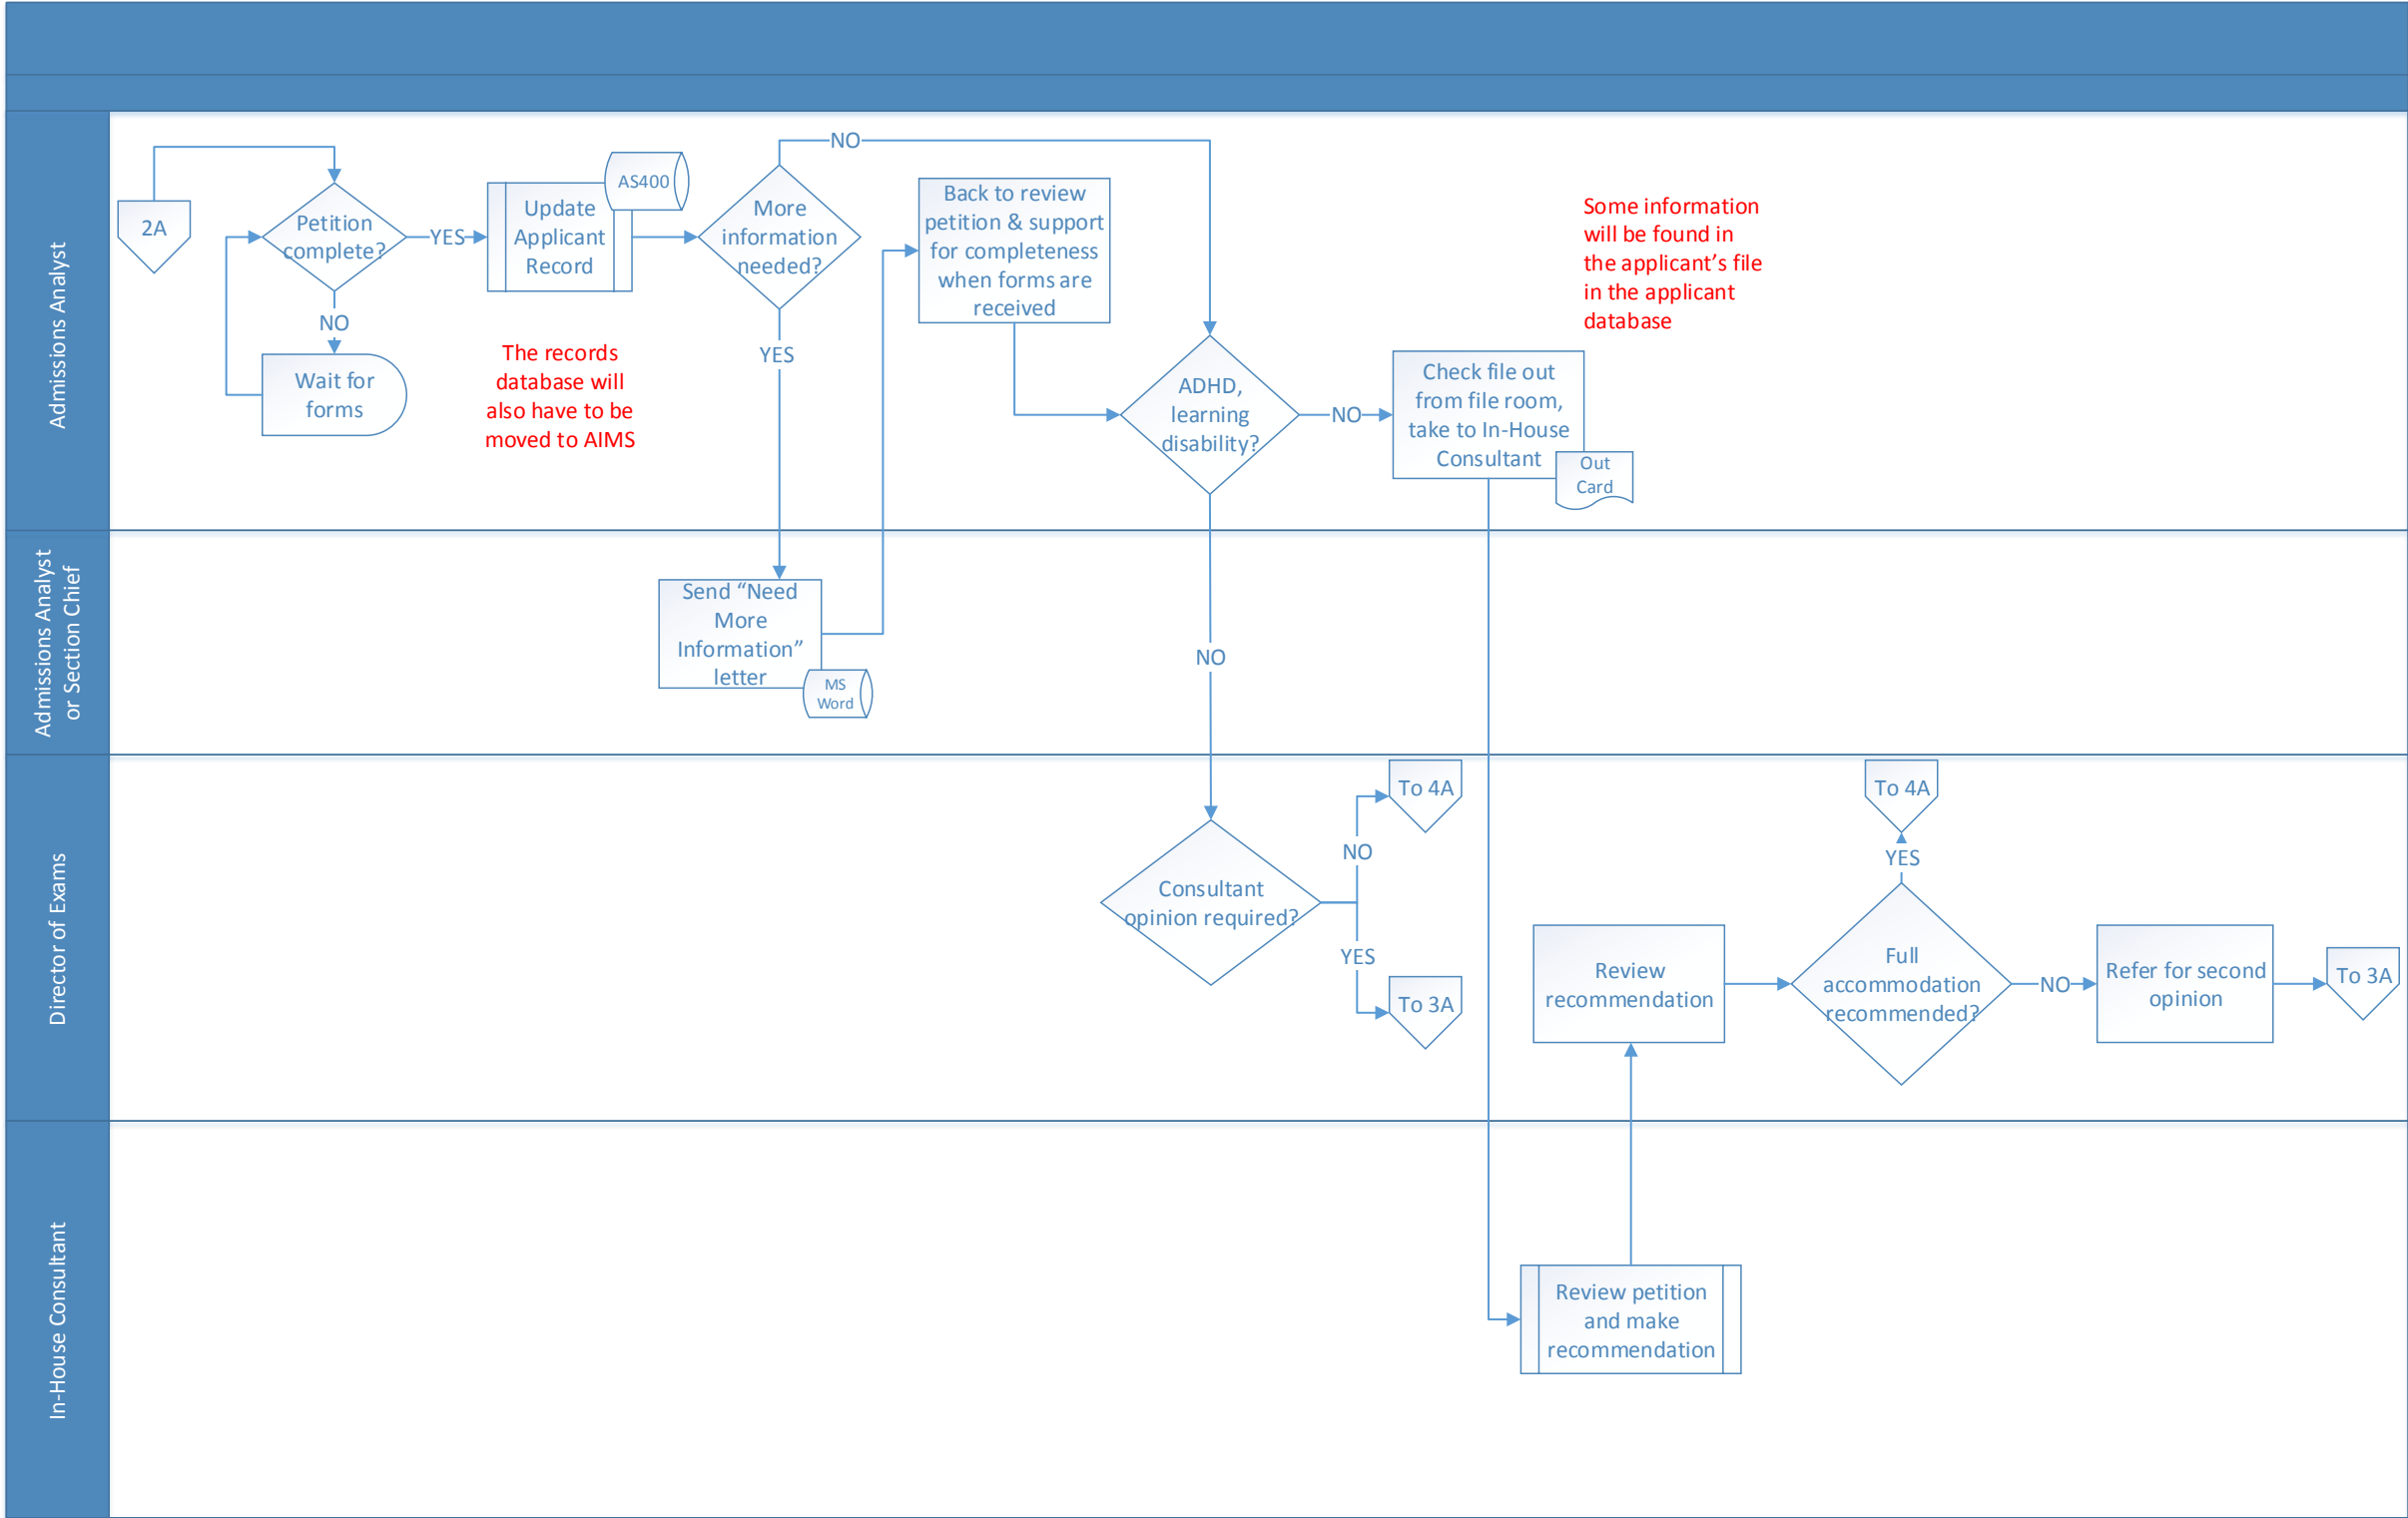 Admissions Analyst
2A
Petition
complete?
YES
NO
Wait for
forms
Update
Applicant
Record
AS400
The records
database will
also have to be
moved to AIMS
More
information
needed?
NO
YES
Back to review
petition & support
for completeness
when forms are
received
ADHD,
learning
disability?
NO
NO
Check file out
from file room,
take to In-House
Consultant
Out
Card
Some information
will be found in
the applicant’s file
in the applicant
database
Admissions Analyst
or Section Chief
Send “Need
More
Information”
letter
MS
Word
Director of Exams
Consultant
opinion required?
NO
To 4A
YES
To 3A
Review
recommendation
Full
accommodation
recommended?
YES
To 4A
NO
Refer for second
opinion
To 3A
In-House Consultant
Review petition
and make
recommendation